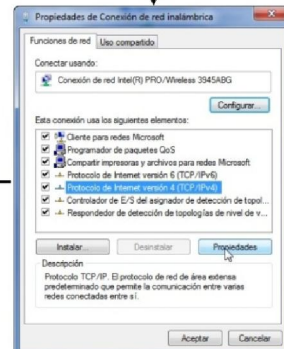 Propiedades de Conexión de red inalámbrica
Funciones de red
Uso compartido
Conectar usando:
Conexión de red Intel(R) PRO/Wireless 3945ABG
Configurar...
Esta conexión usa los siguientes elementos:
Cliente para redes Microsoft
Programador de paquetes QoS
Compartir impresoras y archivos para redes Microsoft
Protocolo de Internet versión 6 (TCP/IPv6)
Protocolo de Internet versión 4 (TCP/IPv4)
Controlador de E/S del asignador de detección de topol...
Respondedor de detección de topologías de nivel de v...
Instalar...
Desinstalar
Propiedades
Descripción
Protocolo TCP/IP. El protocolo de red de área extensa
predeterminado que permite la comunicación entre varias
redes conectadas entre sí.
Aceptar
Cancelar